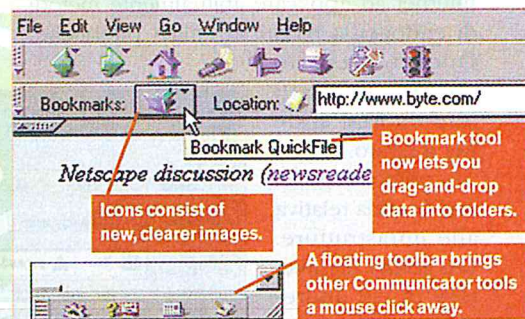 File Edit View Go Window Help
Bookmarks: Location: http://www.byte.com/
Bookmark QuickFile
Netscape discussion (newsreade
Bookmark tool
now lets you
drag-and-drop
data into folders.
Icons consist of
new, clearer images.
A floating toolbar brings
other Communicator tools
a mouse click away.